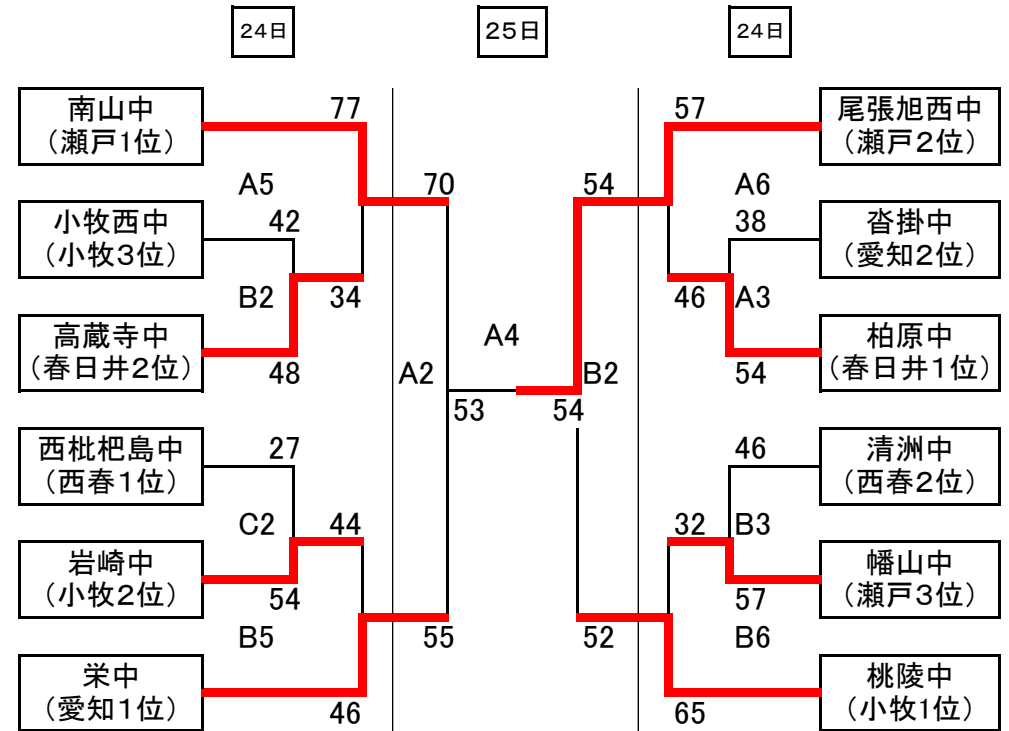 24日
25日
24日
南山中
（瀬戸1位）
77
57
尾張旭西中
（瀬戸２位）
A5
70
54
A6
小牧西中
（小牧３位）
42
38
沓掛中
（愛知２位）
B2
34
46
A3
高蔵寺中
（春日井２位）
48
A4
54
柏原中
（春日井１位）
A2
B2
53
54
西枇杷島中
（西春１位）
27
46
清洲中
（西春２位）
C2
44
32
B3
岩崎中
（小牧２位）
54
57
幡山中
（瀬戸３位）
B5
55
52
B6
栄中
（愛知１位）
46
65
桃陵中
（小牧1位）